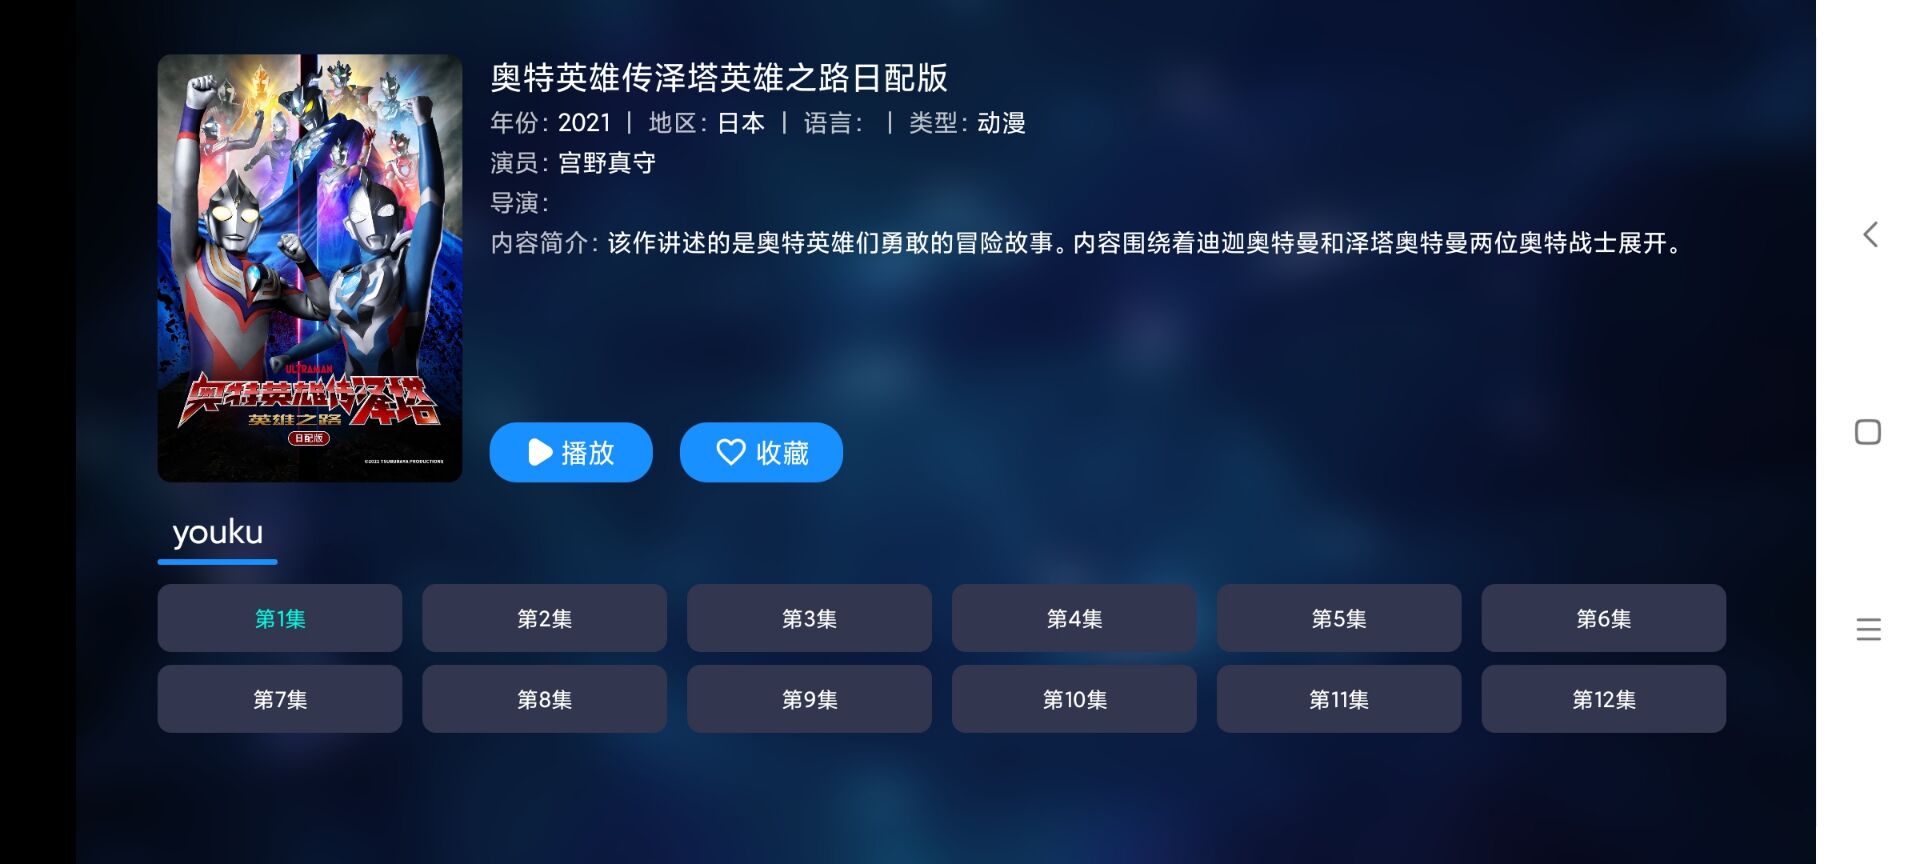 奥特英雄传泽塔英雄之路日配版
年份：2021 | 地区：日本 | 语言： | 类型：动漫
演员：宫野真守
导演：
内容简介：该作讲述的是奥特英雄们勇敢的冒险故事。内容围绕着迪迦奥特曼和泽塔奥特曼两位奥特战士展开。
ULTRAMAN
奥特英雄传泽塔
英雄之路
日配版
©2021 TSUBURAYA PRODUCTIONS
播放 收藏
youku
第1集 第2集 第3集 第4集 第5集 第6集
第7集 第8集 第9集 第10集 第11集 第12集